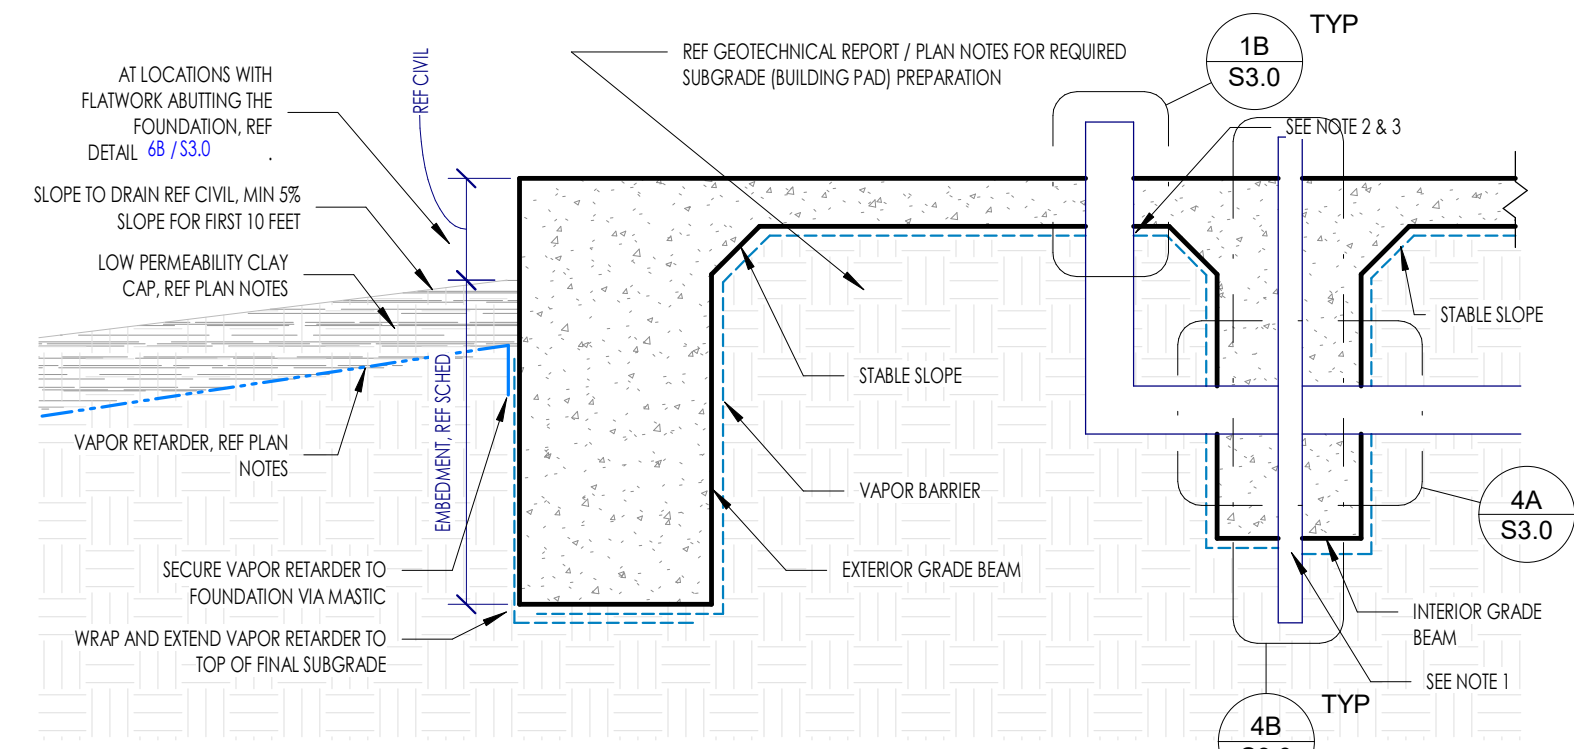 TYP
1B
S3.0
REF GEOTECHNICAL REPORT / PLAN NOTES FOR REQUIRED
SUBGRADE (BUILDING PAD) PREPARATION
REF CIVIL
AT LOCATIONS WITH
FLATWORK ABUTTING THE
FOUNDATION, REF
DETAIL 6B / S3.0 .
SEE NOTE 2 & 3
SLOPE TO DRAIN REF CIVIL, MIN 5%
SLOPE FOR FIRST 10 FEET
LOW PERMEABILITY CLAY
CAP, REF PLAN NOTES
STABLE SLOPE
STABLE SLOPE
EMBEDMENT, REF SCHED
VAPOR RETARDER, REF PLAN
NOTES
VAPOR BARRIER
4A
S3.0
SECURE VAPOR RETARDER TO
FOUNDATION VIA MASTIC
EXTERIOR GRADE BEAM
INTERIOR GRADE
BEAM
WRAP AND EXTEND VAPOR RETARDER TO
TOP OF FINAL SUBGRADE
SEE NOTE 1
TYP
4B